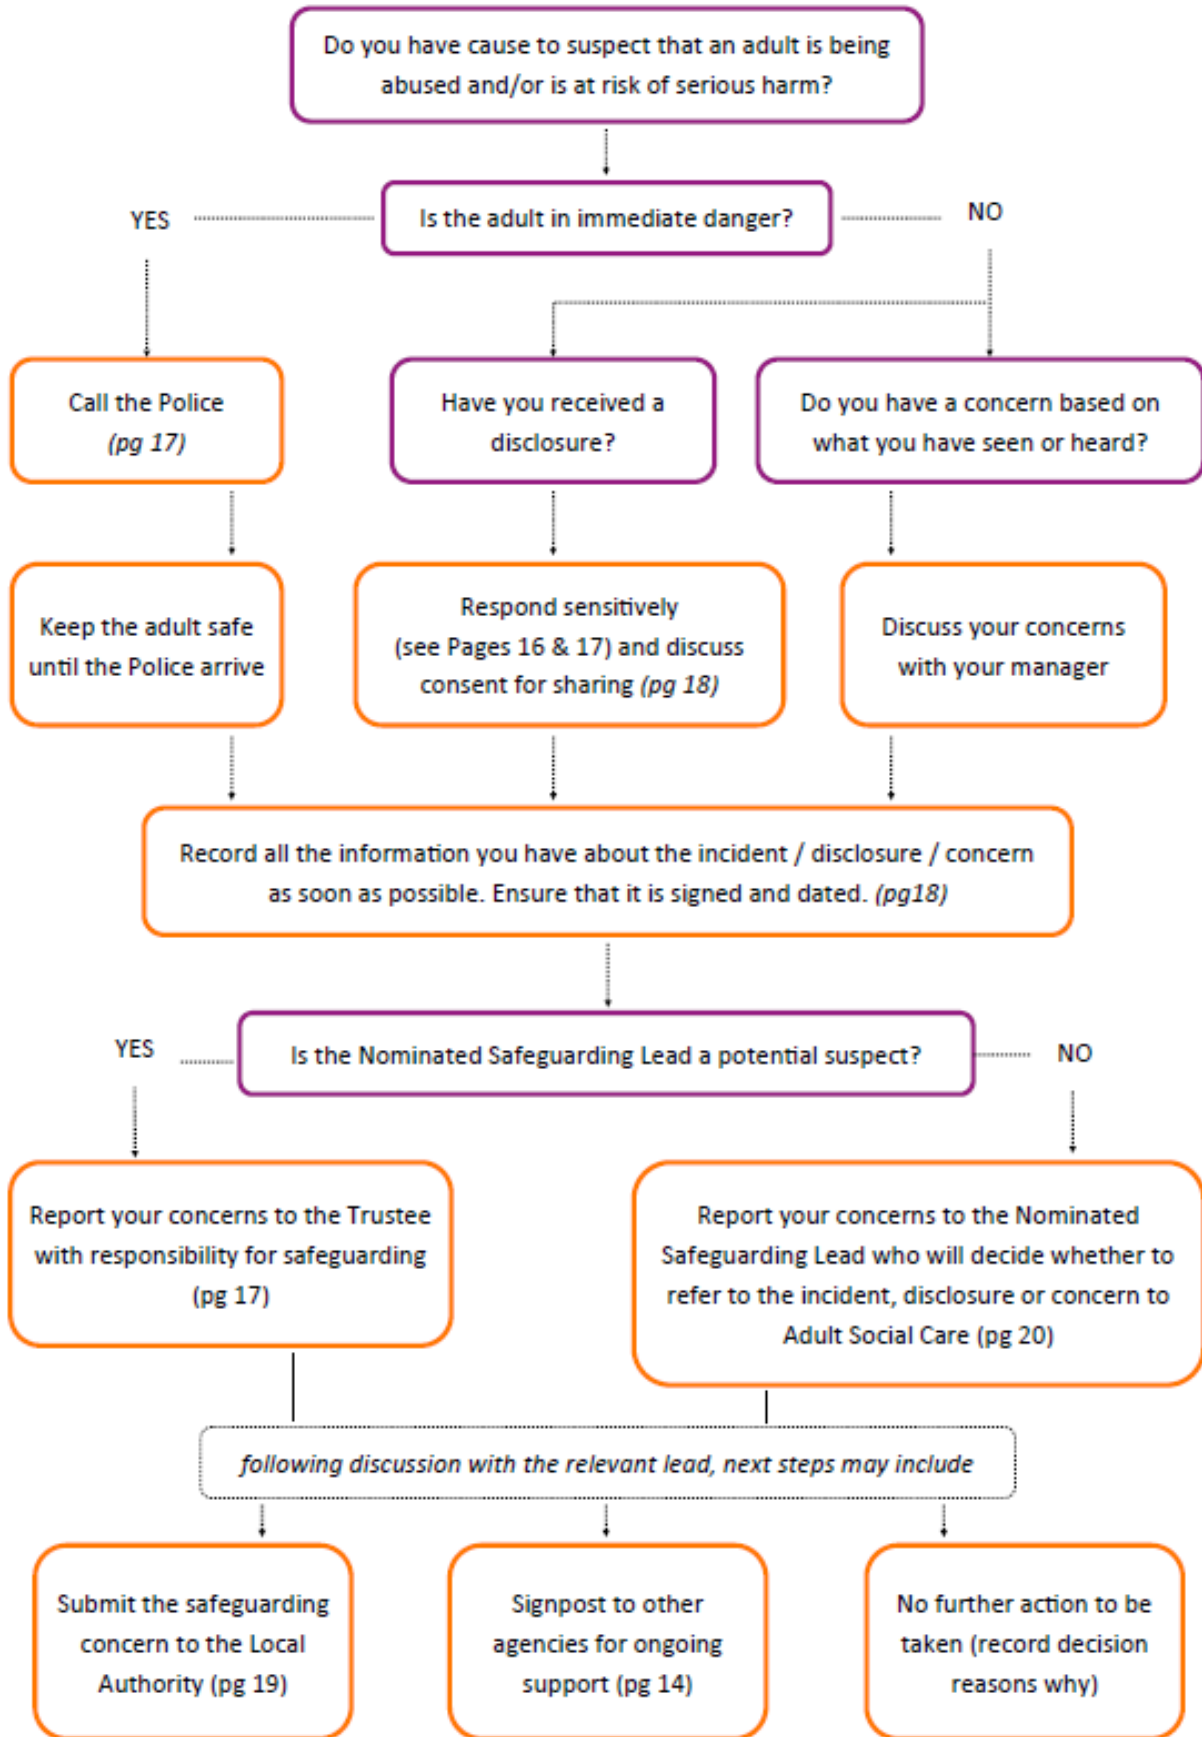 Do you have cause to suspect that an adult is being
abused and/or is at risk of serious harm?
YES
Is the adult in immediate danger?
NO
Call the Police
(pg 17)
Have you received a
disclosure?
Do you have a concern based on
what you have seen or heard?
Keep the adult safe
until the Police arrive
Respond sensitively
(see Pages 16 & 17) and discuss
consent for sharing (pg 18)
Discuss your concerns
with your manager
Record all the information you have about the incident / disclosure / concern
as soon as possible. Ensure that it is signed and dated. (pg18)
YES
Is the Nominated Safeguarding Lead a potential suspect?
NO
Report your concerns to the Trustee
with responsibility for safeguarding
(pg 17)
Report your concerns to the Nominated
Safeguarding Lead who will decide whether to
refer to the incident, disclosure or concern to
Adult Social Care (pg 20)
following discussion with the relevant lead, next steps may include
Submit the safeguarding
concern to the Local
Authority (pg 19)
Signpost to other
agencies for ongoing
support (pg 14)
No further action to be
taken (record decision
reasons why)